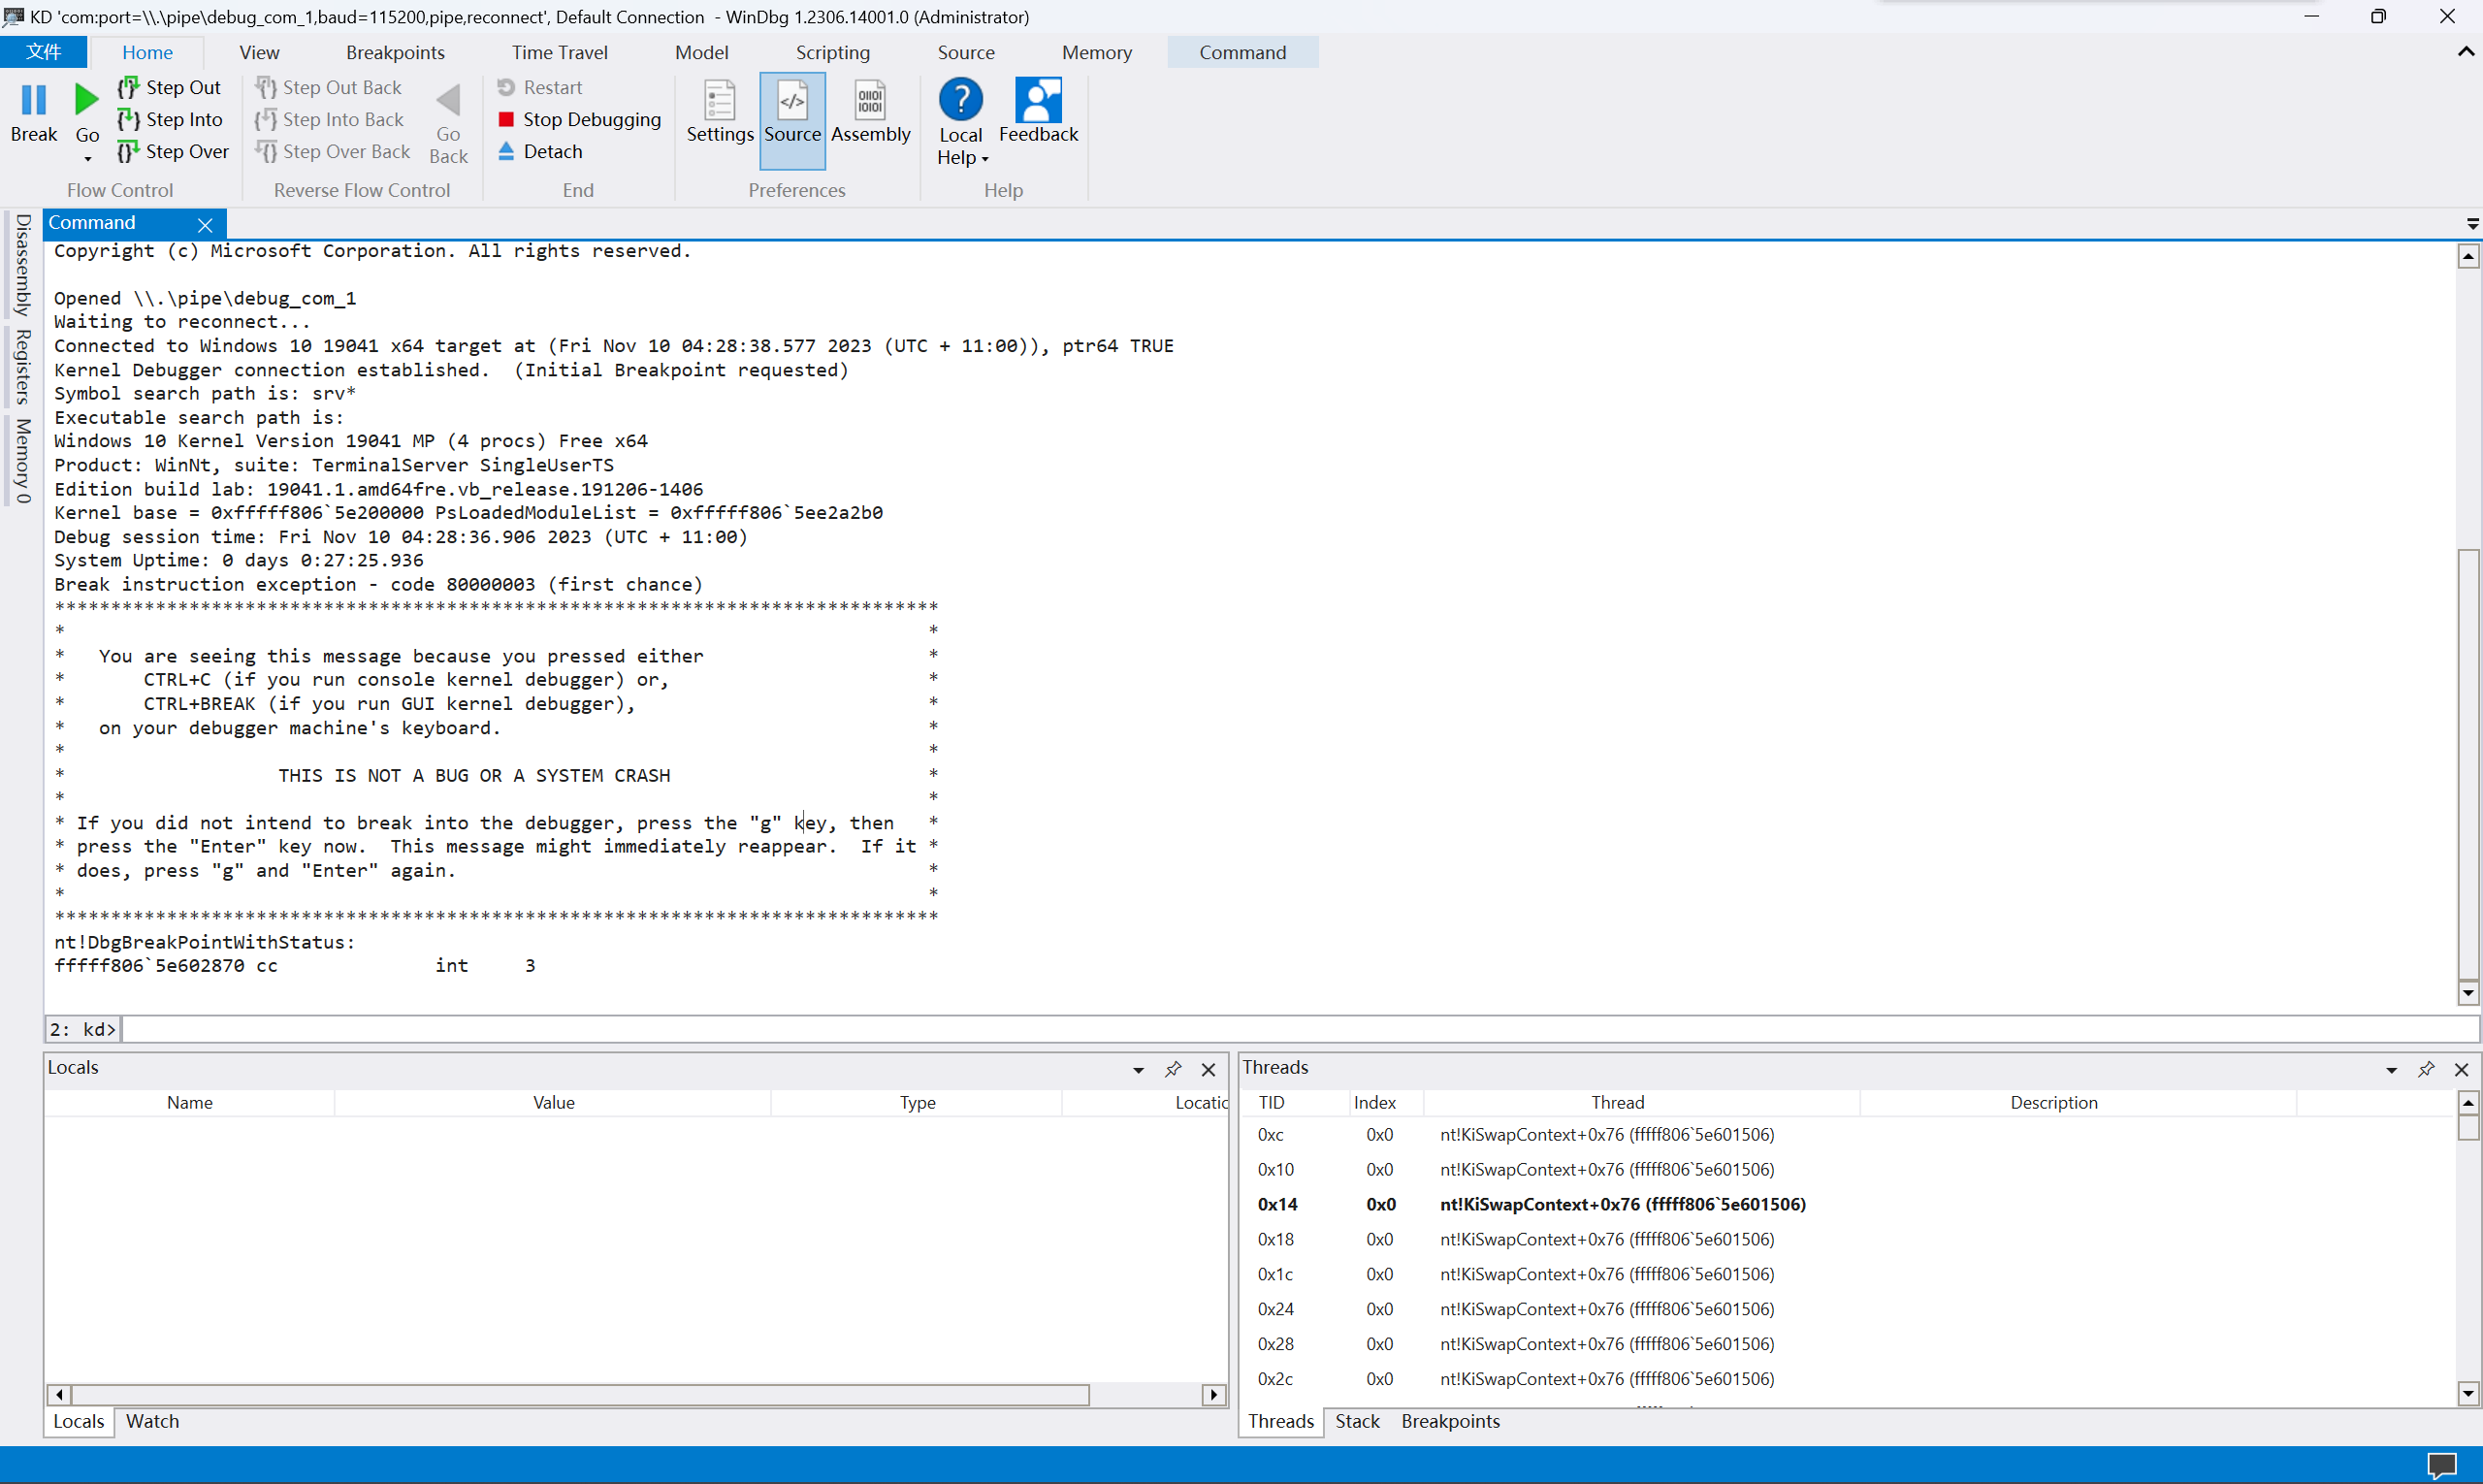 KD 'com:port=\\.\pipe\debug_com_1,baud=115200,pipe,reconnect', Default Connection - WinDbg 1.2306.14001.0 (Administrator)
文件 Home View Breakpoints Time Travel Model Scripting Source Memory Command
Break
Go
Step Out
Step Into
Step Over
Flow Control
Step Out Back
Step Into Back
Step Over Back
Go Back
Reverse Flow Control
Restart
Stop Debugging
Detach
End
Settings
Source
Assembly
Preferences
Local Help
Feedback
Help
Disassembly
Registers
Memory 0
Command
Copyright (c) Microsoft Corporation. All rights reserved.
Opened \\.\pipe\debug_com_1
Waiting to reconnect...
Connected to Windows 10 19041 x64 target at (Fri Nov 10 04:28:38.577 2023 (UTC + 11:00)), ptr64 TRUE
Kernel Debugger connection established.  (Initial Breakpoint requested)
Symbol search path is: srv*
Executable search path is:
Windows 10 Kernel Version 19041 MP (4 procs) Free x64
Product: WinNt, suite: TerminalServer SingleUserTS
Edition build lab: 19041.1.amd64fre.vb_release.191206-1406
Kernel base = 0xfffff806`5e200000 PsLoadedModuleList = 0xfffff806`5ee2a2b0
Debug session time: Fri Nov 10 04:28:36.906 2023 (UTC + 11:00)
System Uptime: 0 days 0:27:25.936
Break instruction exception - code 80000003 (first chance)
*******************************************************************************
*                                                                             *
*   You are seeing this message because you pressed either                    *
*       CTRL+C (if you run console kernel debugger) or,                       *
*       CTRL+BREAK (if you run GUI kernel debugger),                          *
*   on your debugger machine's keyboard.                                      *
*                                                                             *
*                   THIS IS NOT A BUG OR A SYSTEM CRASH                       *
*                                                                             *
* If you did not intend to break into the debugger, press the "g" key, then   *
* press the "Enter" key now.  This message might immediately reappear.  If it *
* does, press "g" and "Enter" again.                                          *
*                                                                             *
*******************************************************************************
nt!DbgBreakPointWithStatus:
fffff806`5e602870 cc              int     3
2: kd>
Locals
Name Value Type Locatio
Locals Watch
Threads
TID Index Thread Description
0xc 0x0 nt!KiSwapContext+0x76 (fffff806`5e601506)
0x10 0x0 nt!KiSwapContext+0x76 (fffff806`5e601506)
0x14 0x0 nt!KiSwapContext+0x76 (fffff806`5e601506)
0x18 0x0 nt!KiSwapContext+0x76 (fffff806`5e601506)
0x1c 0x0 nt!KiSwapContext+0x76 (fffff806`5e601506)
0x24 0x0 nt!KiSwapContext+0x76 (fffff806`5e601506)
0x28 0x0 nt!KiSwapContext+0x76 (fffff806`5e601506)
0x2c 0x0 nt!KiSwapContext+0x76 (fffff806`5e601506)
Threads Stack Breakpoints